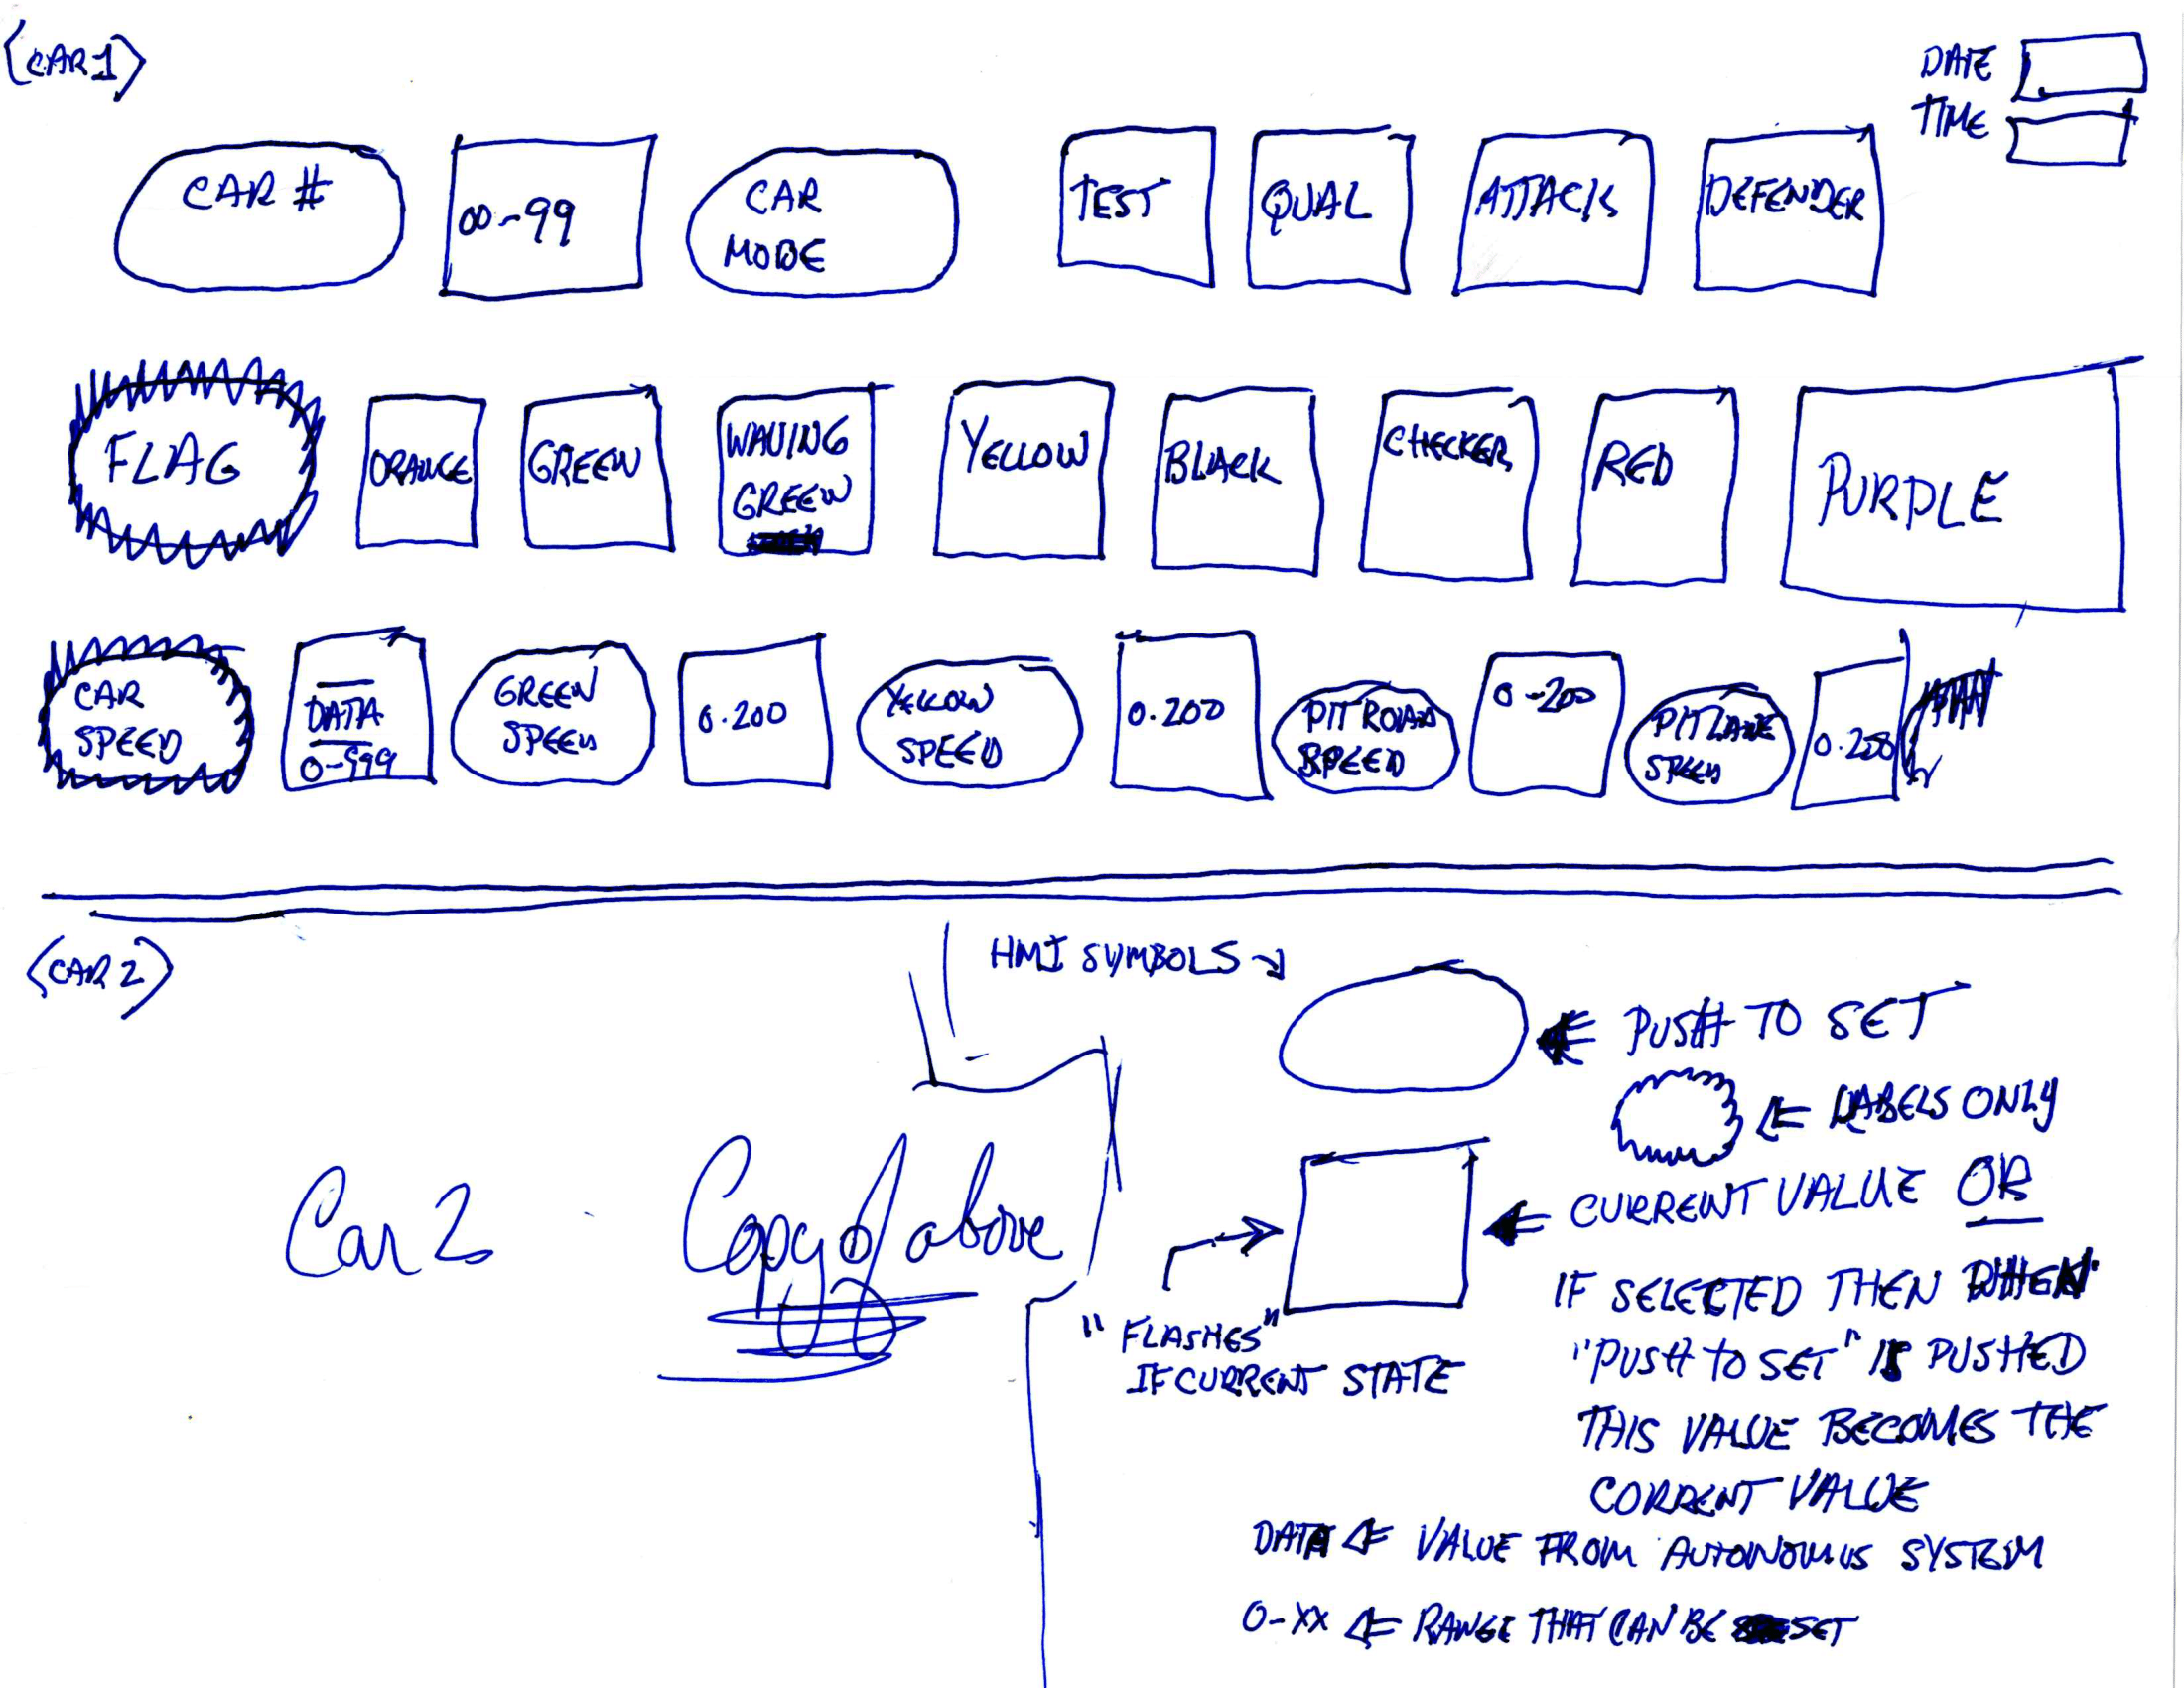 <CAR 1>
DATE
TIME
CAR #
00-99
CAR
MODE
TEST
QUAL
ATTACK
DEFENDER
FLAG
ORANGE
GREEN
WAVING
GREEN
YELLOW
BLACK
CHECKER
RED
PURPLE
CAR
SPEED
DATA
0-999
GREEN
SPEED
0.200
YELLOW
SPEED
0.200
PIT ROAD
SPEED
0-200
PIT LANE
SPEED
0.200
<CAR 2>
HMI SYMBOLS
PUSH TO SET
LABELS ONLY
Car 2 Copy of above
CURRENT VALUE OR
IF SELECTED THEN WHEN
"PUSH TO SET" IS PUSHED
THIS VALUE BECOMES THE
CORRENT VALUE
"FLASHES"
IF CURRENT STATE
DATA ⇐ VALUE FROM AUTONOMUS SYSTEM
0-XX ⇐ RANGE THAT CAN BE SET